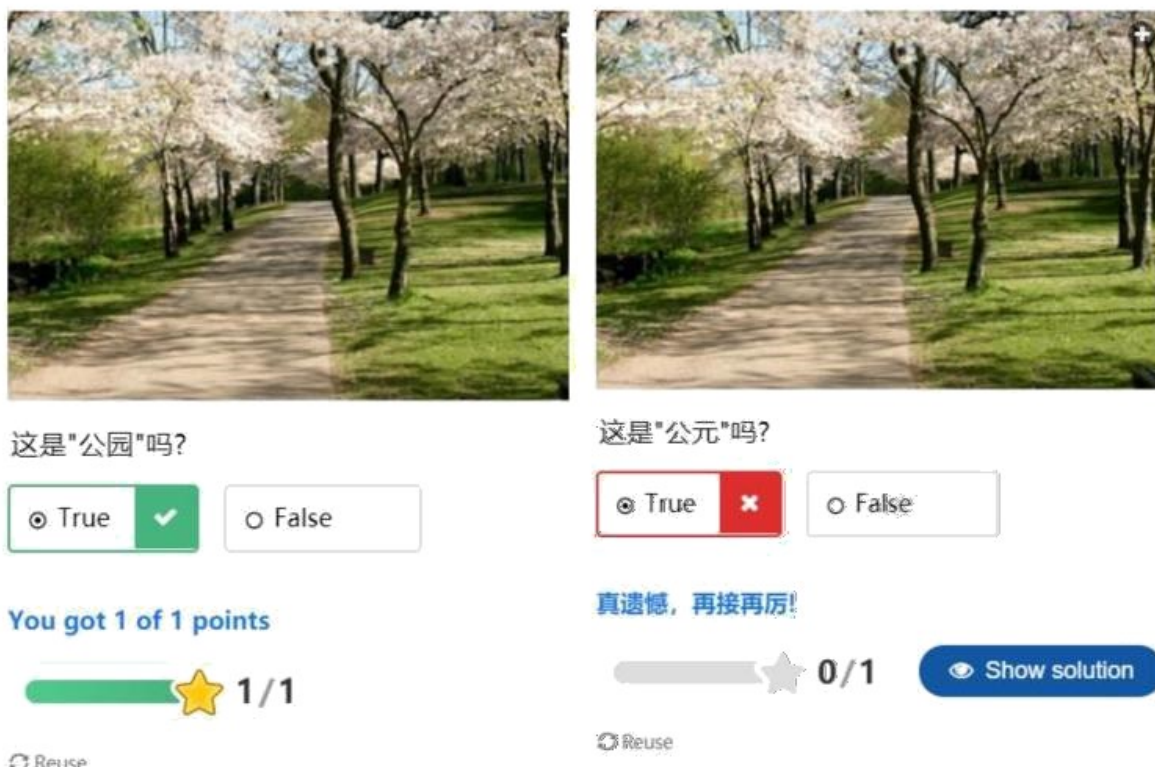 这是"公园"吗?
True
False
You got 1 of 1 points
1/1
Reuse
这是"公元"吗?
True
False
真遗憾，再接再厉!
0/1
Show solution
Reuse